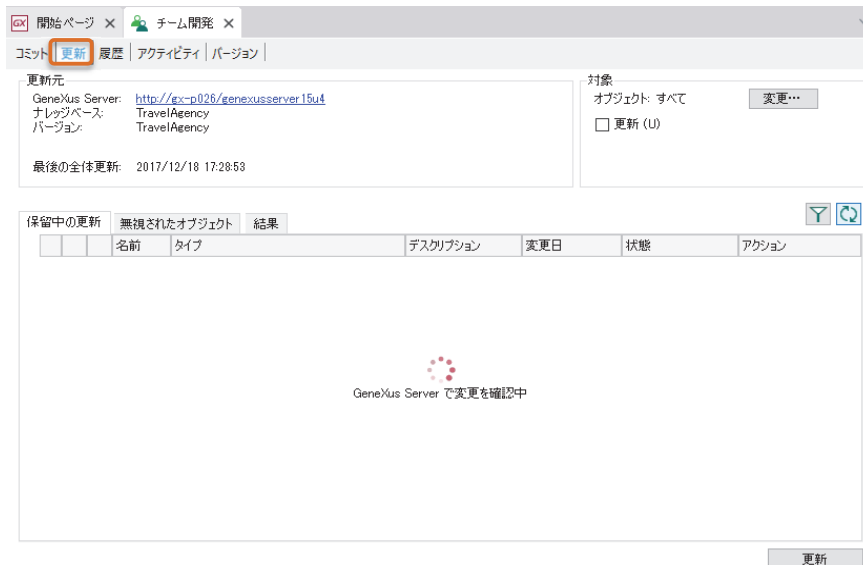 GX 開始ページ チーム開発
コミット 更新 履歴 アクティビティ バージョン
更新元
GeneXus Server: http://gx-p026/genexusserver15u4
ナレッジベース: TravelAgency
バージョン: TravelAgency
最後の全体更新: 2017/12/18 17:28:53
対象
オブジェクト: すべて 変更…
更新 (U)
保留中の更新 無視されたオブジェクト 結果
名前 タイプ デスクリプション 変更日 状態 アクション
GeneXus Server で変更を確認中
更新